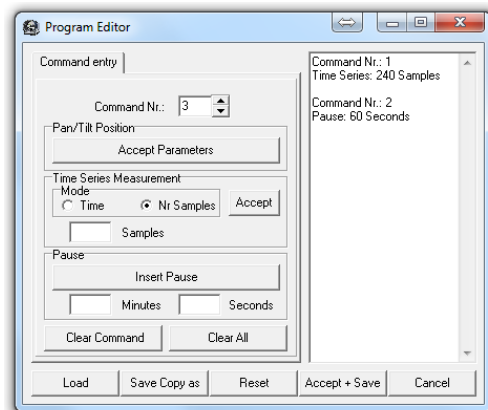 Program Editor
Command entry
Command Nr.: 3
Pan/Tilt Position
Accept Parameters
Time Series Measurement
Mode
Time Nr Samples Accept
Samples
Pause
Insert Pause
Minutes Seconds
Clear Command Clear All
Command Nr.: 1
Time Series: 240 Samples
Command Nr.: 2
Pause: 60 Seconds
Load Save Copy as Reset Accept + Save Cancel